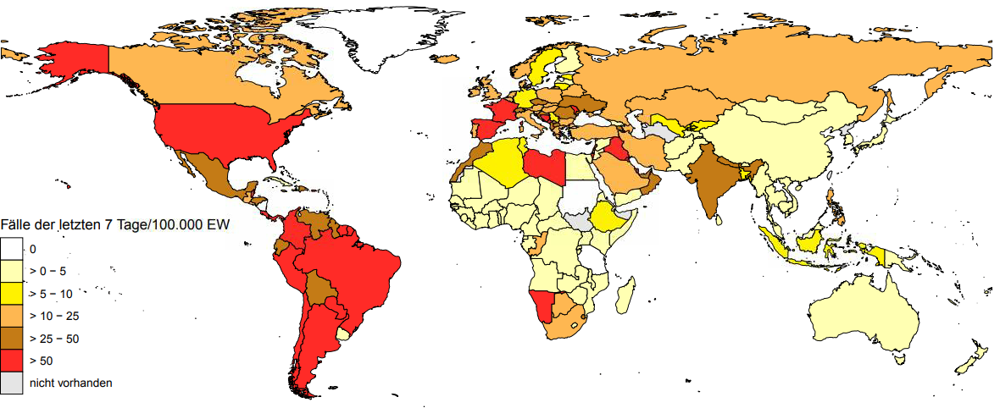 Fälle der letzten 7 Tage/100.000 EW
0
> 0 − 5
> 5 − 10
> 10 − 25
> 25 − 50
> 50
nicht vorhanden